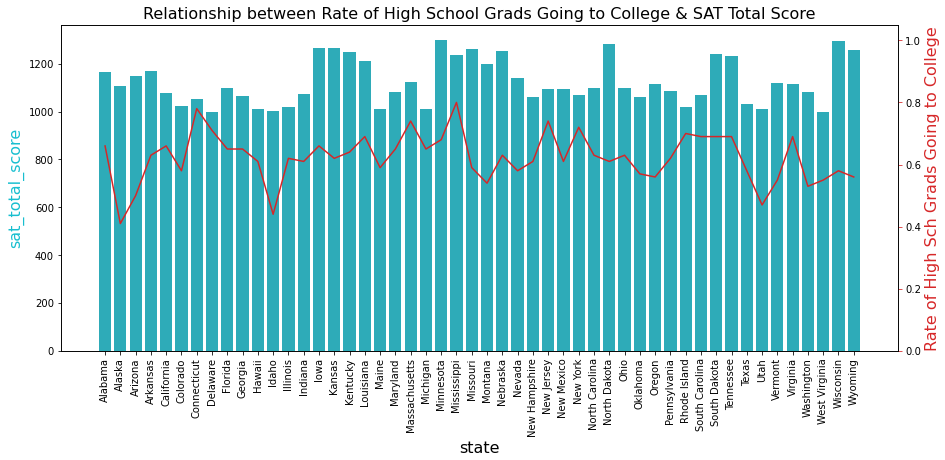 Relationship between Rate of High School Grads Going to College & SAT Total Score
sat_total_score
1200
1000
800
600
400
200
0
1.0
0.8
0.6
0.4
0.2
0.0
Rate of High Sch Grads Going to College
Alabama
Alaska
Arizona
Arkansas
California
Colorado
Connecticut
Delaware
Florida
Georgia
Hawaii
Idaho
Illinois
Indiana
Iowa
Kansas
Kentucky
Louisiana
Maine
Maryland
Massachusetts
Michigan
Minnesota
Mississippi
Missouri
Montana
Nebraska
Nevada
New Hampshire
New Jersey
New Mexico
New York
North Carolina
North Dakota
Ohio
Oklahoma
Oregon
Pennsylvania
Rhode Island
South Carolina
South Dakota
Tennessee
Texas
Utah
Vermont
Virginia
Washington
West Virginia
Wisconsin
Wyoming
state